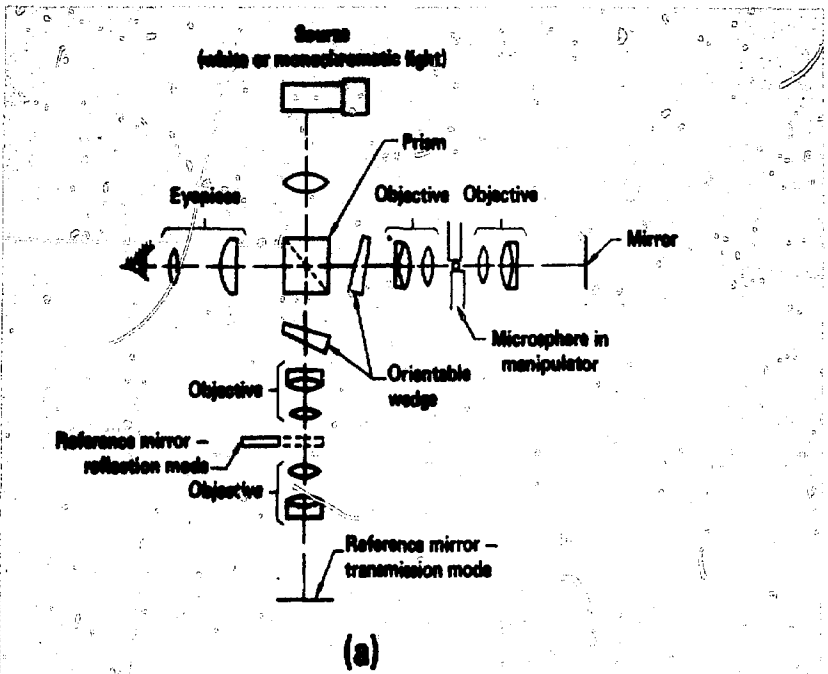 Source
(white or monochromatic light)
Prism
Eyepiece
Objective
Objective
Mirror
Microsphere in
manipulator
Orientable
wedge
Objective
Reference mirror –
reflection mode
Objective
Reference mirror –
transmission mode
(a)